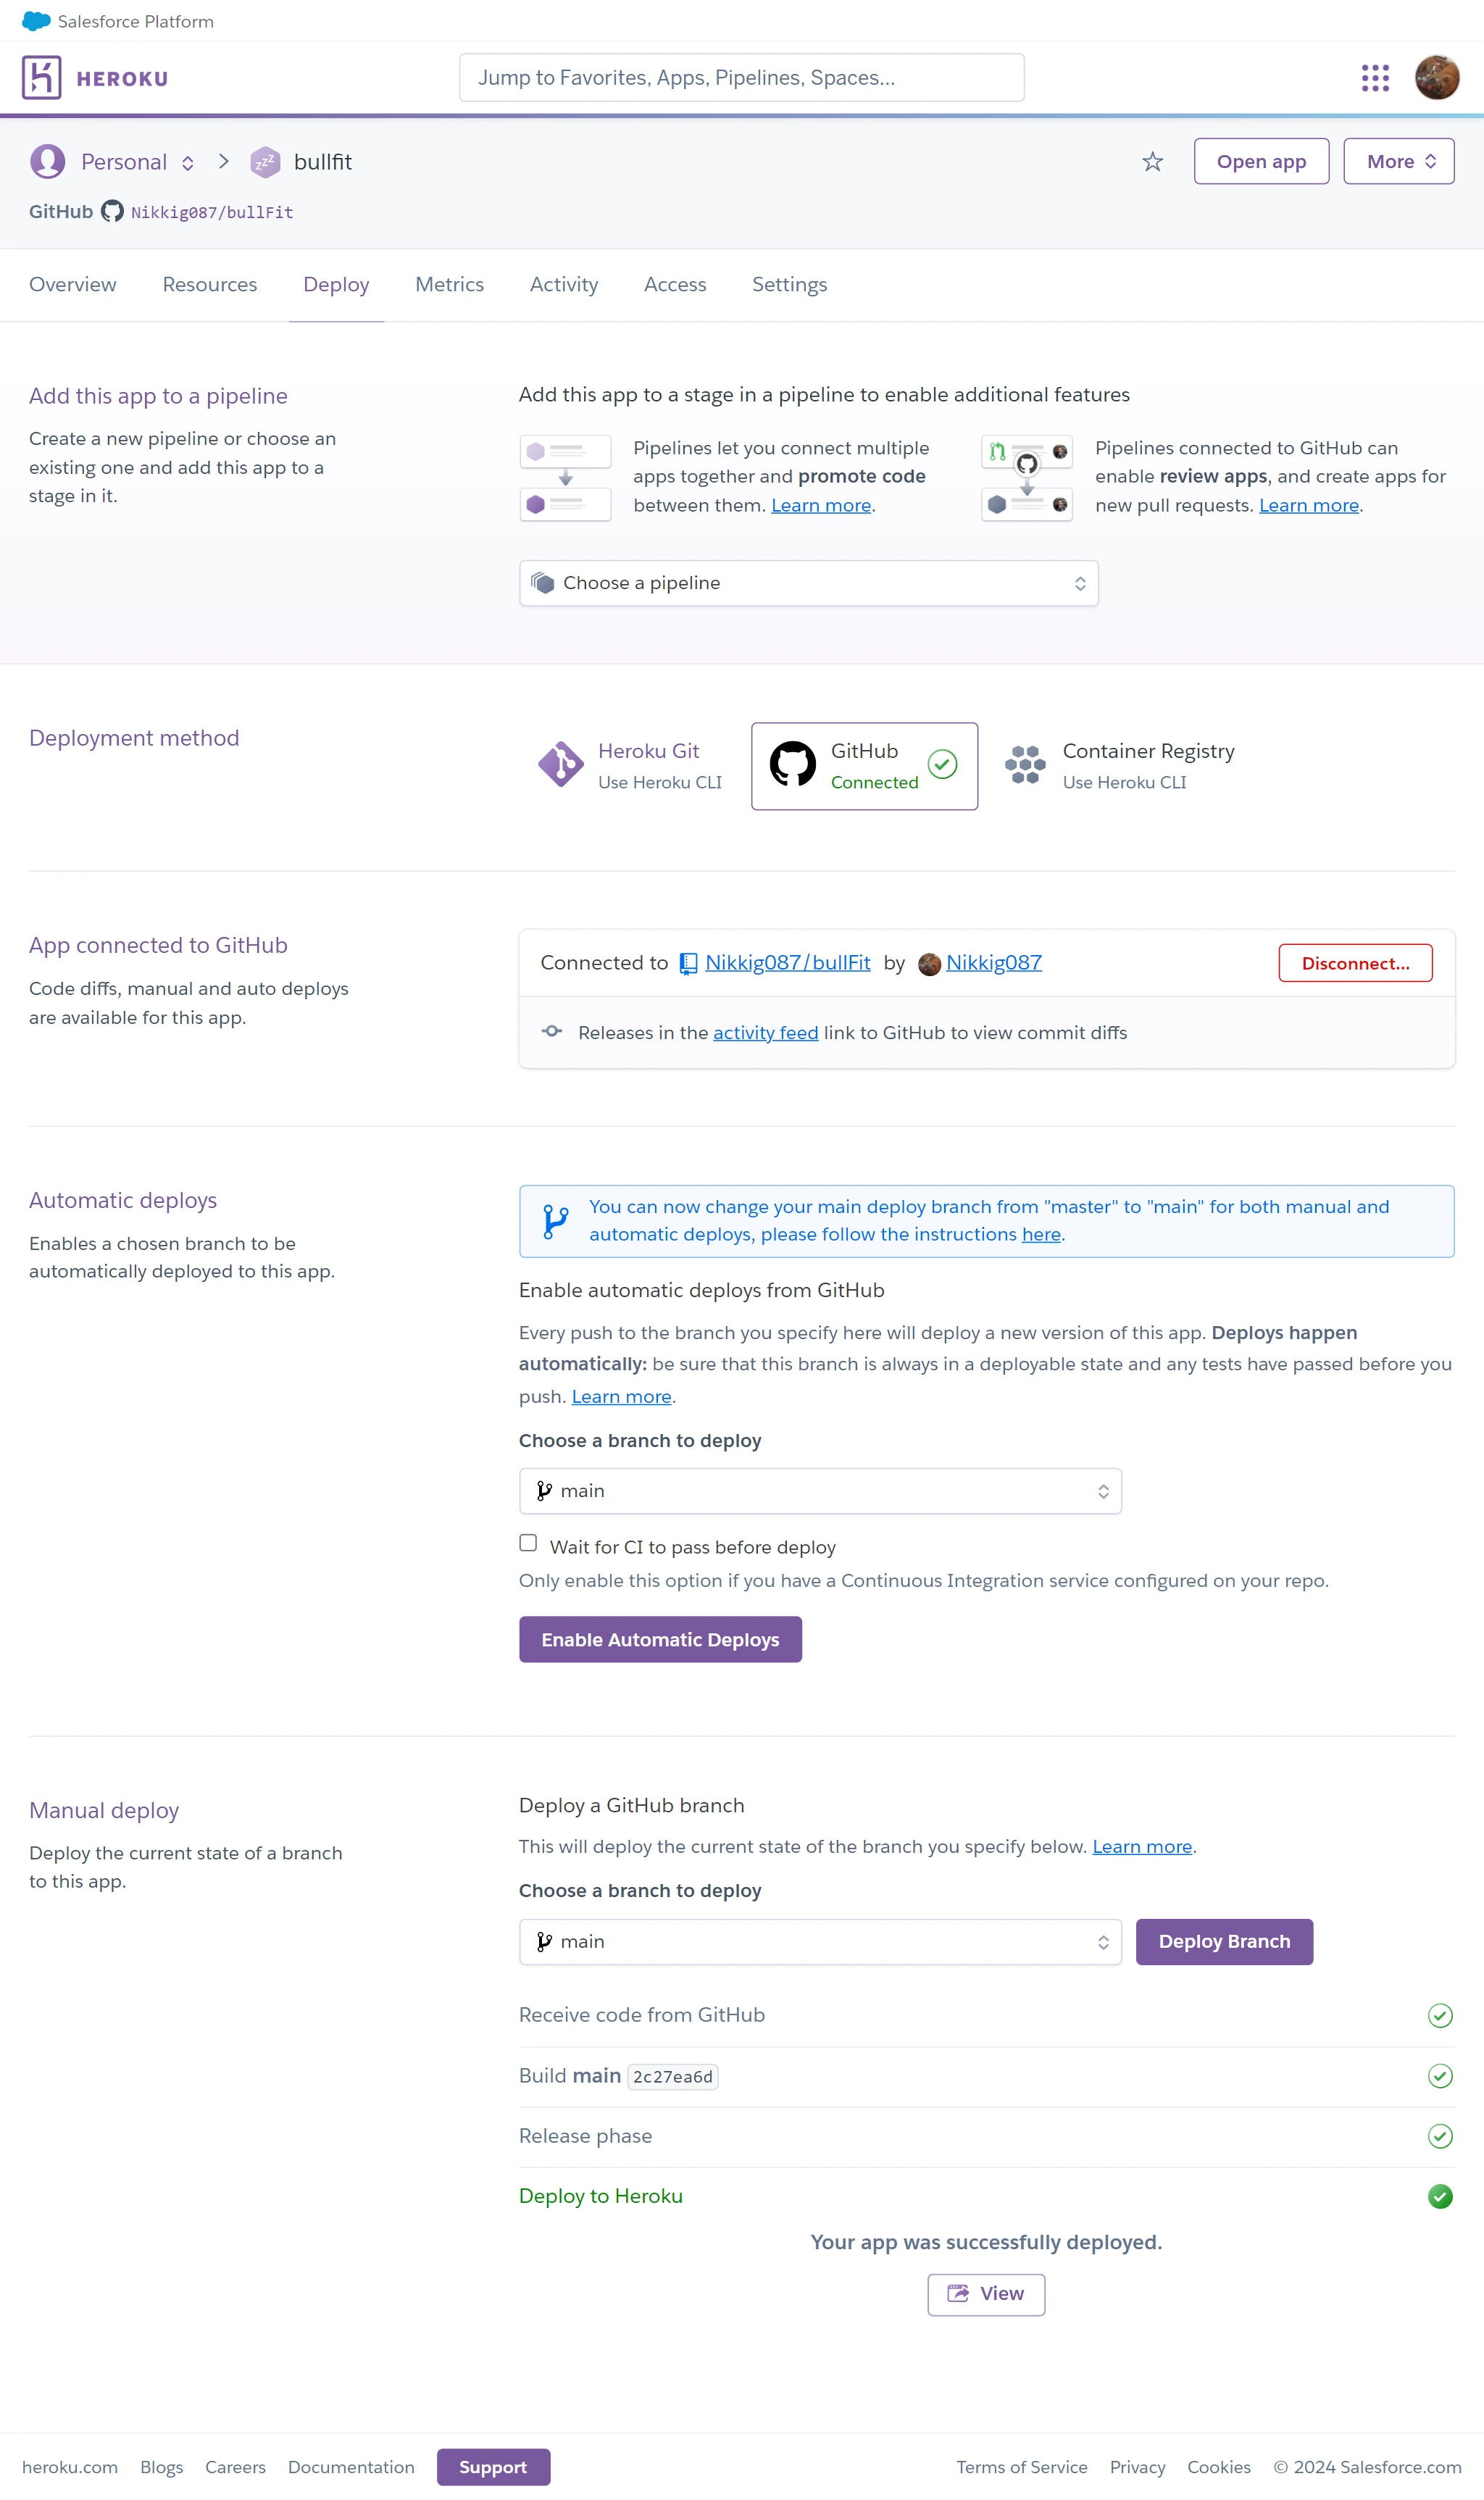 Salesforce Platform
HEROKU
Jump to Favorites, Apps, Pipelines, Spaces...
Personal
zzz
bullfit
Open app
More
GitHub Nikkig087/bullFit
Overview
Resources
Deploy
Metrics
Activity
Access
Settings
Add this app to a pipeline
Create a new pipeline or choose an
existing one and add this app to a
stage in it.
Add this app to a stage in a pipeline to enable additional features
Pipelines let you connect multiple
apps together and promote code
between them. Learn more.
Pipelines connected to GitHub can
enable review apps, and create apps for
new pull requests. Learn more.
Choose a pipeline
Deployment method
Heroku Git
Use Heroku CLI
GitHub
Connected
Container Registry
Use Heroku CLI
App connected to GitHub
Code diffs, manual and auto deploys
are available for this app.
Connected to Nikkig087/bullFit by Nikkig087
Disconnect...
Releases in the activity feed link to GitHub to view commit diffs
Automatic deploys
Enables a chosen branch to be
automatically deployed to this app.
You can now change your main deploy branch from "master" to "main" for both manual and
automatic deploys, please follow the instructions here.
Enable automatic deploys from GitHub
Every push to the branch you specify here will deploy a new version of this app. Deploys happen
automatically: be sure that this branch is always in a deployable state and any tests have passed before you
push. Learn more.
Choose a branch to deploy
main
Wait for CI to pass before deploy
Only enable this option if you have a Continuous Integration service configured on your repo.
Enable Automatic Deploys
Manual deploy
Deploy the current state of a branch
to this app.
Deploy a GitHub branch
This will deploy the current state of the branch you specify below. Learn more.
Choose a branch to deploy
main
Deploy Branch
Receive code from GitHub
Build main 2c27ea6d
Release phase
Deploy to Heroku
Your app was successfully deployed.
View
heroku.com
Blogs
Careers
Documentation
Support
Terms of Service
Privacy
Cookies
© 2024 Salesforce.com